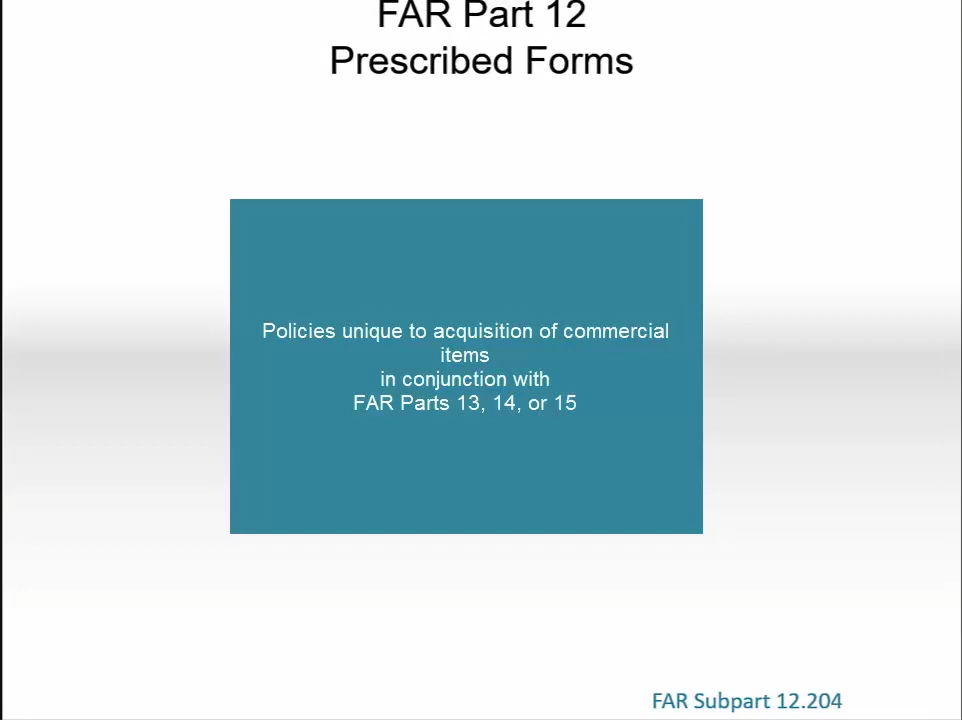 FAR Part 12
Prescribed Forms
Policies unique to acquisition of commercial
items
in conjunction with
FAR Parts 13, 14, or 15
FAR Subpart 12.204